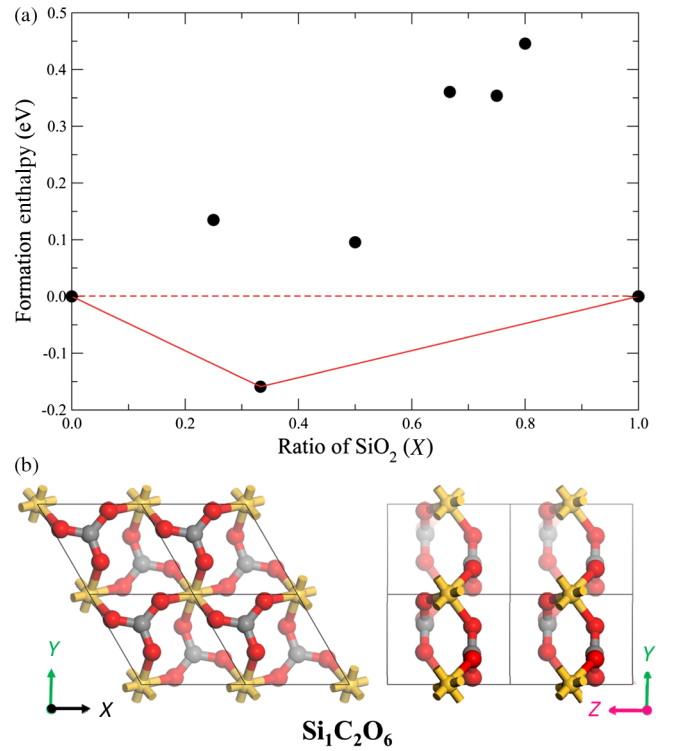 (a)
0.5
0.4
0.3
0.2
0.1
0.0
-0.1
-0.2
Formation enthalpy (eV)
0.0 0.2 0.4 0.6 0.8 1.0
Ratio of SiO₂ (X)
(b)
Y
X
Y
Z
Si₁C₂O₆